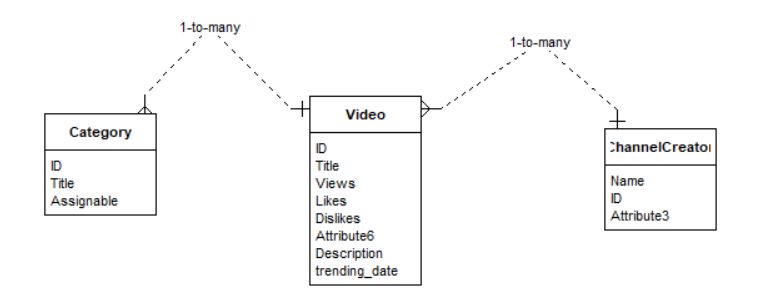 1-to-many
1-to-many
Category
ID
Title
Assignable
Video
ID
Title
Views
Likes
Dislikes
Attribute6
Description
trending_date
ChannelCreator
Name
ID
Attribute3